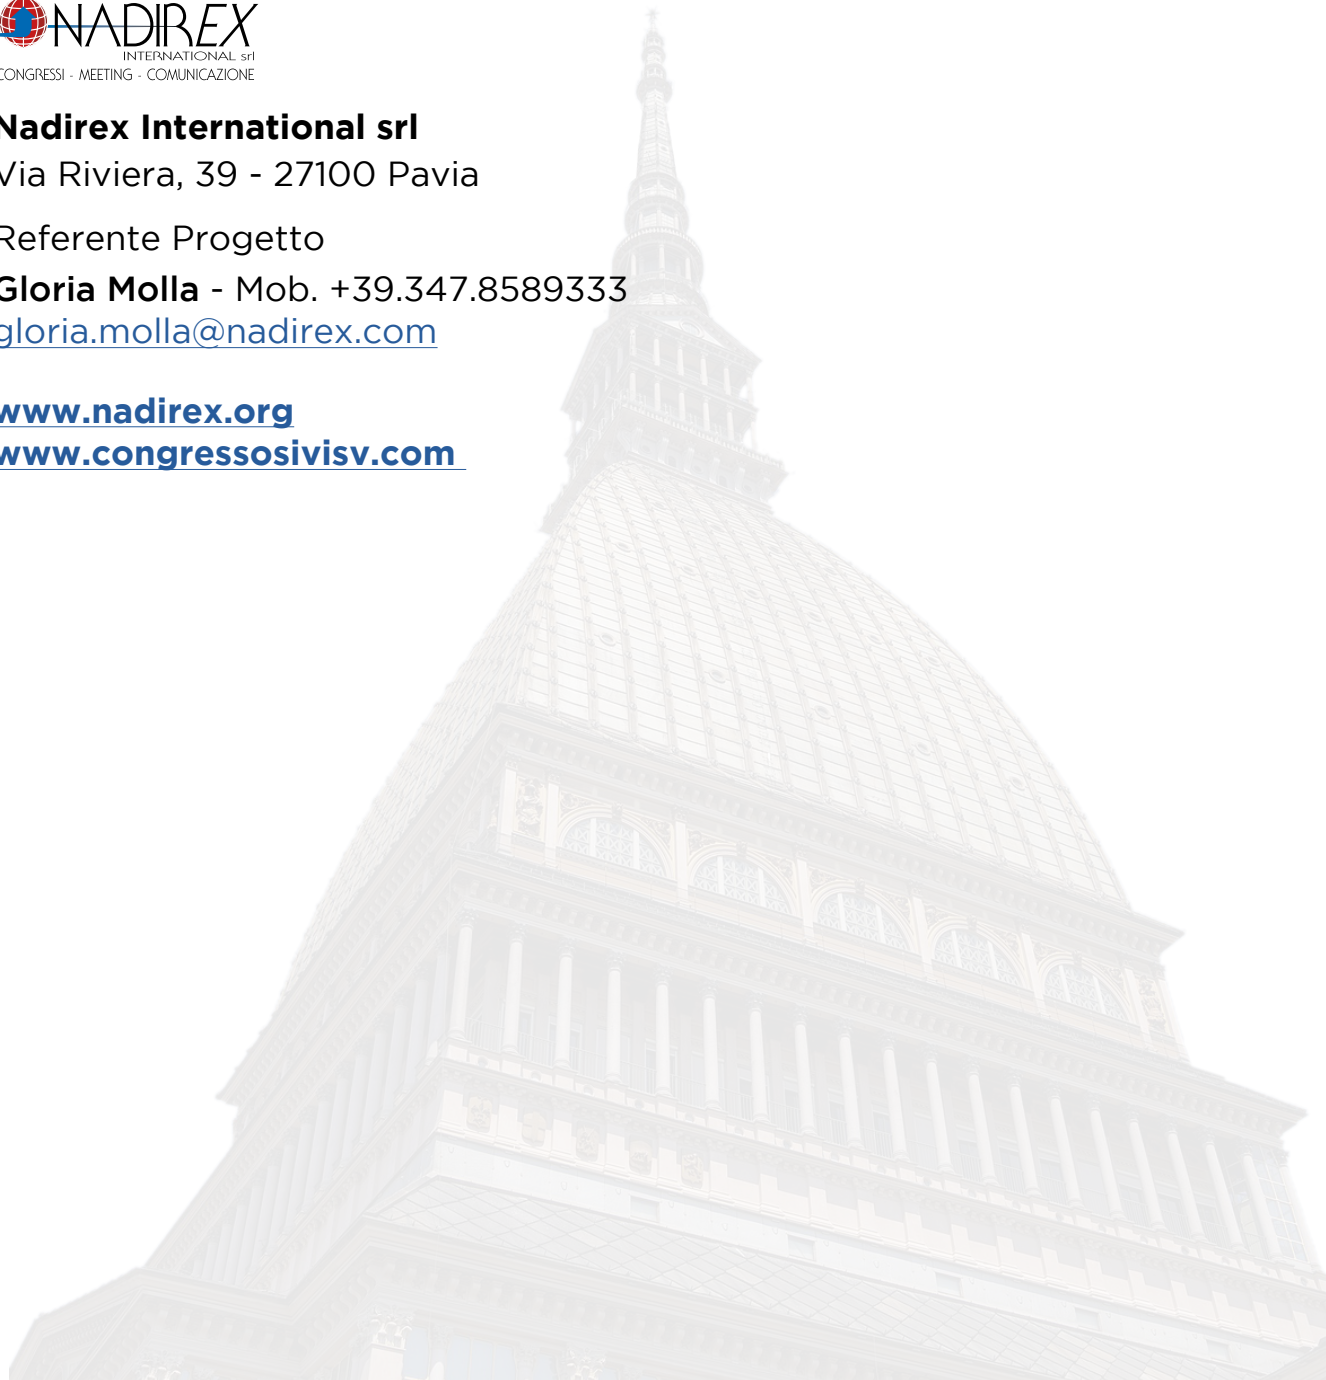 NADIREX
INTERNATIONAL srl
CONGRESSI - MEETING - COMUNICAZIONE
Nadirex International srl
Via Riviera, 39 - 27100 Pavia
Referente Progetto
Gloria Molla - Mob. +39.347.8589333
gloria.molla@nadirex.com
www.nadirex.org
www.congressosivisv.com